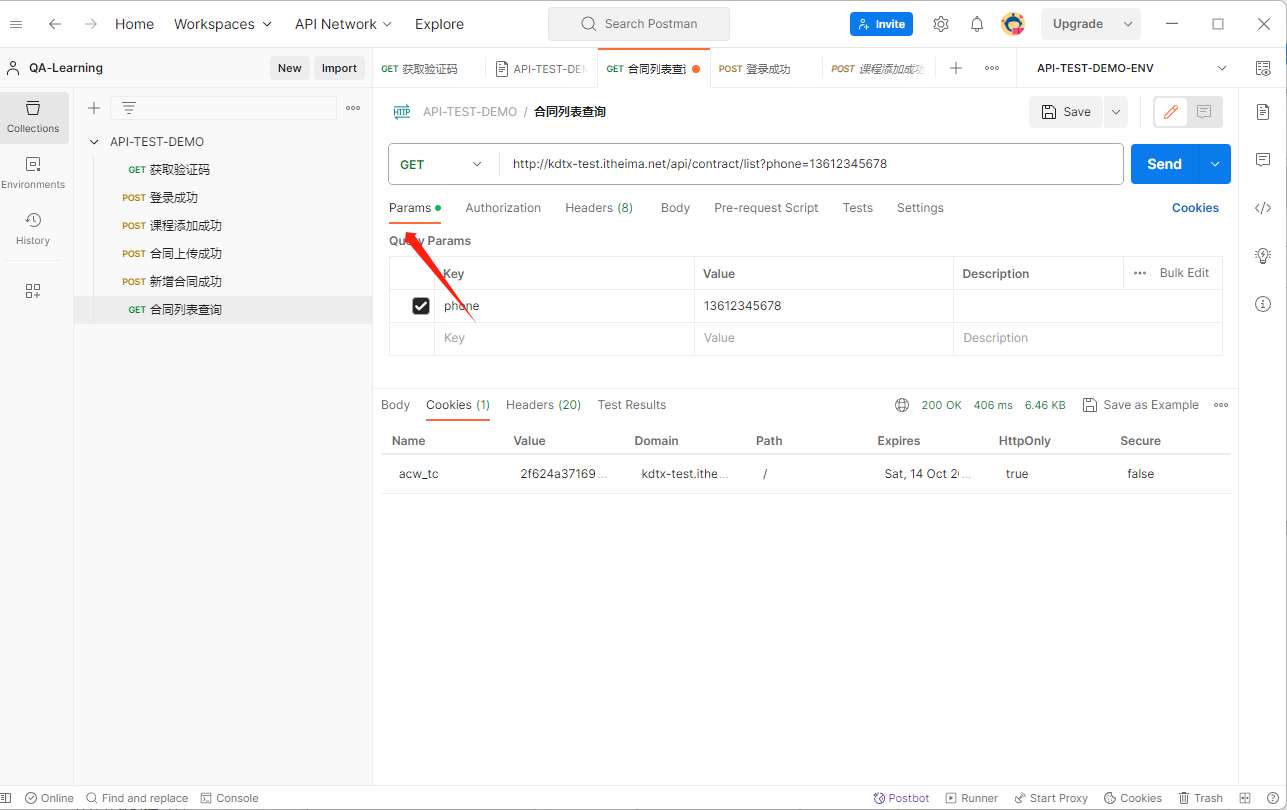 Home Workspaces API Network Explore Search Postman Invite Upgrade
QA-Learning New Import GET 获取验证码 API-TEST-DEN GET 合同列表查询 POST 登录成功 POST 课程添加成功 API-TEST-DEMO-ENV
Collections
Environments
History
API-TEST-DEMO
GET 获取验证码
POST 登录成功
POST 课程添加成功
POST 合同上传成功
POST 新增合同成功
GET 合同列表查询
HTTP API-TEST-DEMO / 合同列表查询 Save
GET http://kdtx-test.itheima.net/api/contract/list?phone=13612345678 Send
Params Authorization Headers (8) Body Pre-request Script Tests Settings Cookies
Query Params
Key Value Description Bulk Edit
phone 13612345678
Key Value Description
Body Cookies (1) Headers (20) Test Results 200 OK 406 ms 6.46 KB Save as Example
Name Value Domain Path Expires HttpOnly Secure
acw_tc 2f624a37169... kdtx-test.ithe... / Sat, 14 Oct 2(... true false
Online Find and replace Console Postbot Runner Start Proxy Cookies Trash